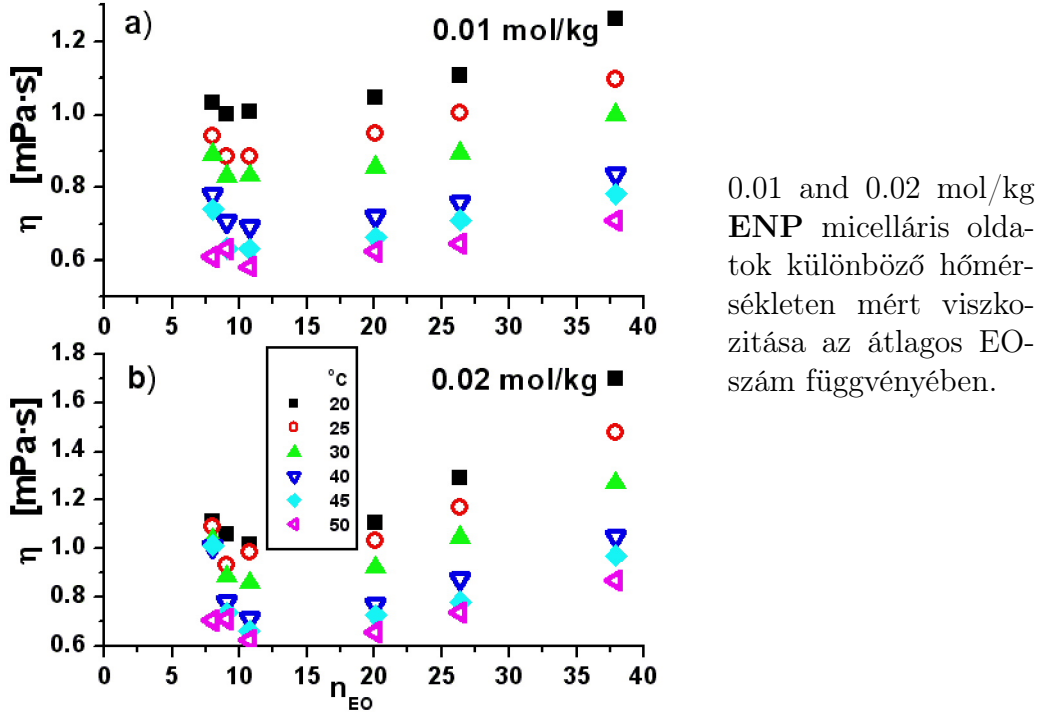 a)
0.01 mol/kg
η [mPa·s]
1.2
1.0
0.8
0.6
0 5 10 15 20 25 30 35 40
b)
0.02 mol/kg
η [mPa·s]
1.8
1.6
1.4
1.2
1.0
0.8
0.6
°C
20
25
30
40
45
50
0 5 10 15 20 25 30 35 40
n_EO
0.01 and 0.02 mol/kg
ENP micelláris olda-
tok különböző hőmér-
sékleten mért viszko-
zitása az átlagos EO-
szám függvényében.